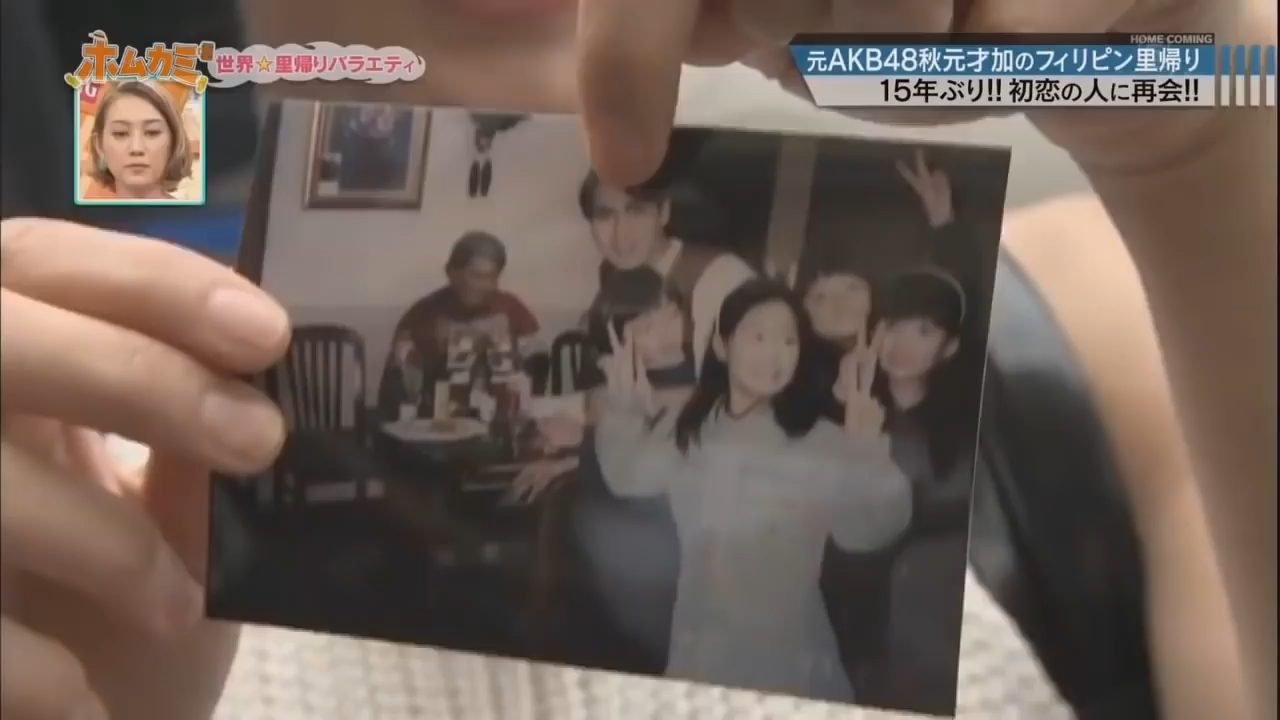 ホムカミ
世界☆里帰りバラエティ
HOME COMING
元AKB48秋元才加のフィリピン里帰り
15年ぶり!!初恋の人に再会!!